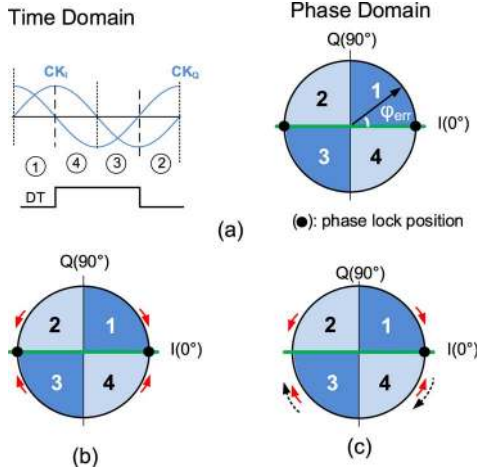 Time Domain
Phase Domain
CKI
CKQ
① ④ ③ ②
DT
Q(90°)
2
1
φerr
I(0°)
3
4
(●): phase lock position
(a)
Q(90°)
2
1
I(0°)
3
4
(b)
Q(90°)
2
1
I(0°)
3
4
(c)